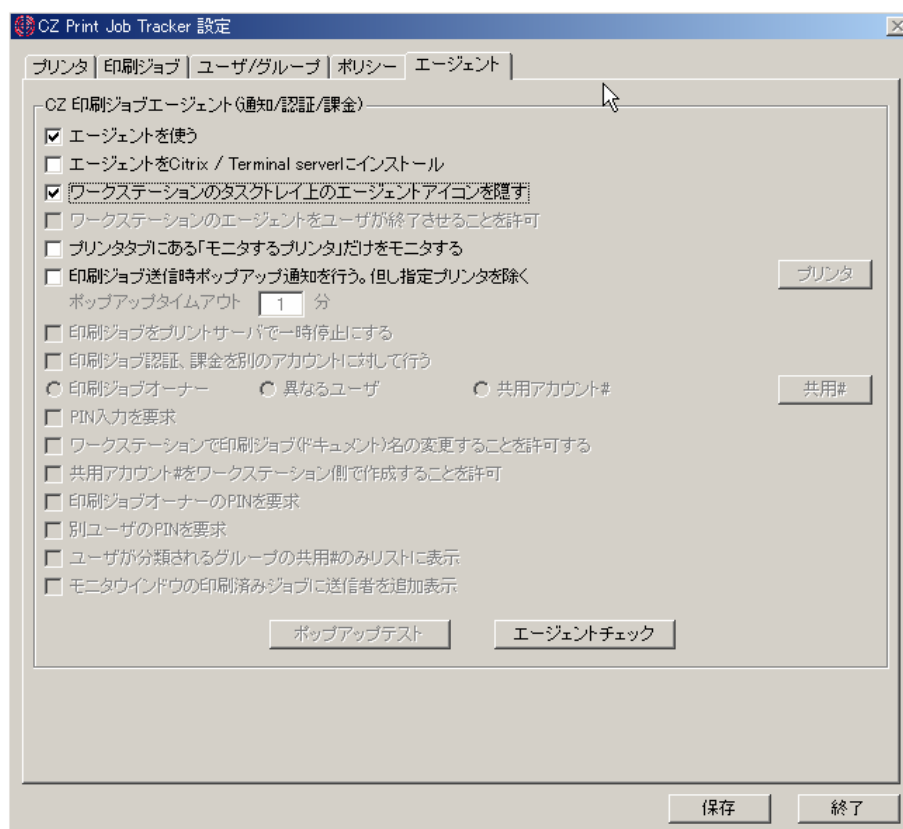 CZ Print Job Tracker 設定
プリンタ 印刷ジョブ ユーザ/グループ ポリシー エージェント
CZ 印刷ジョブエージェント(通知/認証/課金)
エージェントを使う
エージェントをCitrix / Terminal serverにインストール
ワークステーションのタスクトレイ上のエージェントアイコンを隠す
ワークステーションのエージェントをユーザが終了させることを許可
プリンタタブにある「モニタするプリンタ」だけをモニタする
印刷ジョブ送信時ポップアップ通知を行う。但し指定プリンタを除く プリンタ
ポップアップタイムアウト 1 分
印刷ジョブをプリントサーバで一時停止にする
印刷ジョブ認証、課金を別のアカウントに対して行う
印刷ジョブオーナー 異なるユーザ 共用アカウント# 共用#
PIN入力を要求
ワークステーションで印刷ジョブ(ドキュメント)名の変更することを許可する
共用アカウント#をワークステーション側で作成することを許可
印刷ジョブオーナーのPINを要求
別ユーザのPINを要求
ユーザが分類されるグループの共用#のみリストに表示
モニタウインドウの印刷済みジョブに送信者を追加表示
ポップアップテスト エージェントチェック
保存 終了